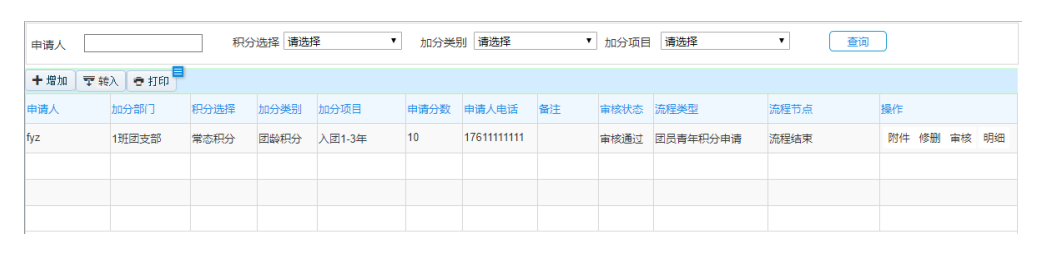 申请人 积分选择 请选择 加分类别 请选择 加分项目 请选择 查询
增加 转入 打印
申请人 加分部门 积分选择 加分类别 加分项目 申请分数 申请人电话 备注 审核状态 流程类型 流程节点 操作
fyz 1班团支部 常态积分 团龄积分 入团1-3年 10 17611111111 审核通过 团员青年积分申请 流程结束 附件 修删 审核 明细